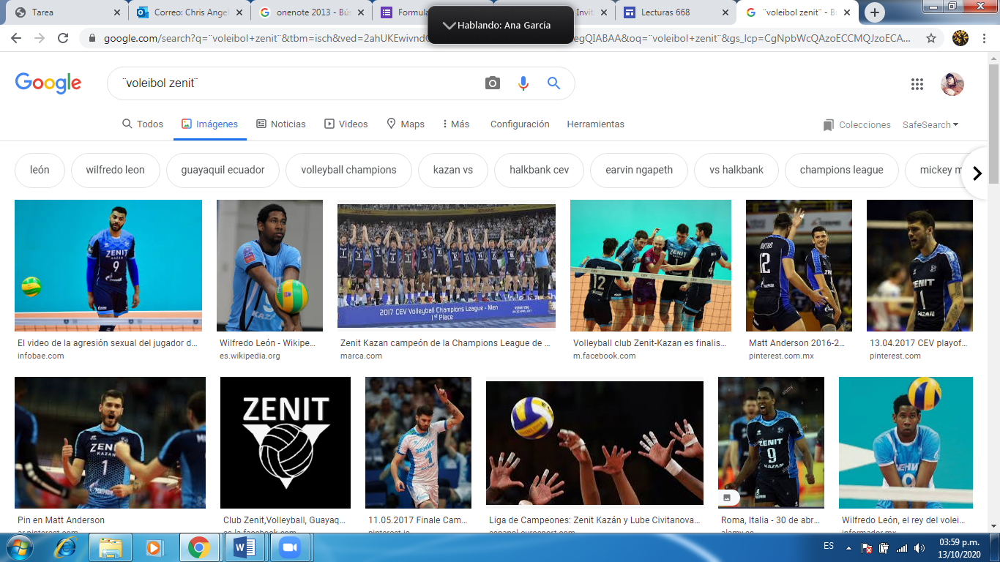 Tarea
Correo: Chris Angel
onenote 2013 - Bús
Formula
Invit
Lecturas 668
¨voleibol zenit¨ - B
Hablando: Ana García
google.com/search?q=¨voleibol+zenit¨&tbm=isch&ved=2ahUKEwivnd
egQIABAA&oq=¨voleibol+zenit¨&gs_lcp=CgNpbWcQAzoECCMQJzoECA...
Google
¨voleibol zenit¨
Todos
Imágenes
Noticias
Videos
Maps
Más
Configuración
Herramientas
Colecciones
SafeSearch
león
wilfredo leon
guayaquil ecuador
volleyball champions
kazan vs
halkbank cev
earvin ngapeth
vs halkbank
champions league
mickey m
ZENIT
KAZAN
9
KAZA
2017 CEV Volleyball Champions League - Men
1st Place
12
12
ZENIT
1
KAZAN
El video de la agresión sexual del jugador d...
infobae.com
Wilfredo León - Wikipe...
es.wikipedia.org
Zenit Kazan campeón de la Champions League de ...
marca.com
Volleyball club Zenit-Kazan es finalis...
m.facebook.com
Matt Anderson 2016-2...
pinterest.com.mx
13.04.2017 CEV playof...
pinterest.com
ZENIT
KAZAN
1
ZENIT
ЗЕНИТ
1
ZENIT
9
KAZAN
alamy
Pin en Matt Anderson
ar.pinterest.com
Club Zenit,Volleyball, Guayaq...
es-la.facebook.com
11.05.2017 Finale Cam...
pinterest.ie
Liga de Campeones: Zenit Kazán y Lube Civitanova...
espanol.eurosport.com
Roma, Italia - 30 de abr...
alamy.es
Wilfredo León, el rey del volei...
informador.mx
ES
03:59 p.m.
13/10/2020